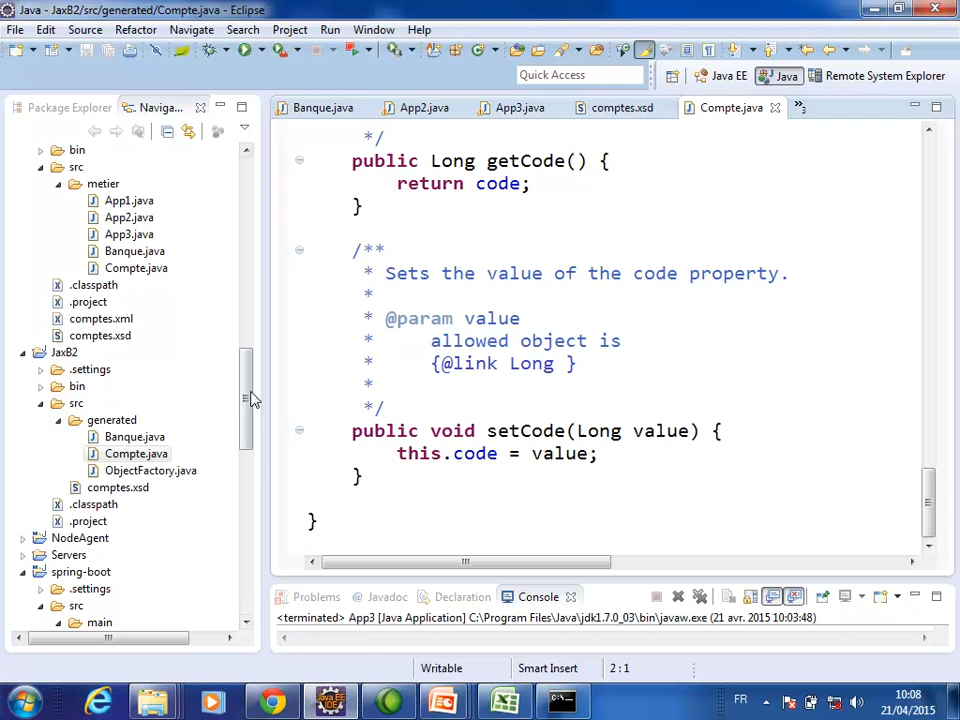 Java - JaxB2/src/generated/Compte.java - Eclipse
File Edit Source Refactor Navigate Search Project Run Window Help
Quick Access
Java EE Java Remote System Explorer
Package Explorer Naviga...
Banque.java App2.java App3.java comptes.xsd Compte.java »3
bin
src
metier
App1.java
App2.java
App3.java
Banque.java
Compte.java
.classpath
.project
comptes.xml
comptes.xsd
JaxB2
.settings
bin
src
generated
Banque.java
Compte.java
ObjectFactory.java
comptes.xsd
.classpath
.project
NodeAgent
Servers
spring-boot
.settings
src
main
*/
public Long getCode() {
return code;
}
/**
* Sets the value of the code property.
*
* @param value
* allowed object is
* {@link Long }
*
*/
public void setCode(Long value) {
this.code = value;
}
}
Problems Javadoc Declaration Console
<terminated> App3 [Java Application] C:\Program Files\Java\jdk1.7.0_03\bin\javaw.exe (21 avr. 2015 10:03:48)
Writable Smart Insert 2 : 1
Java EE
IDE
C:\
FR
10:08
21/04/2015